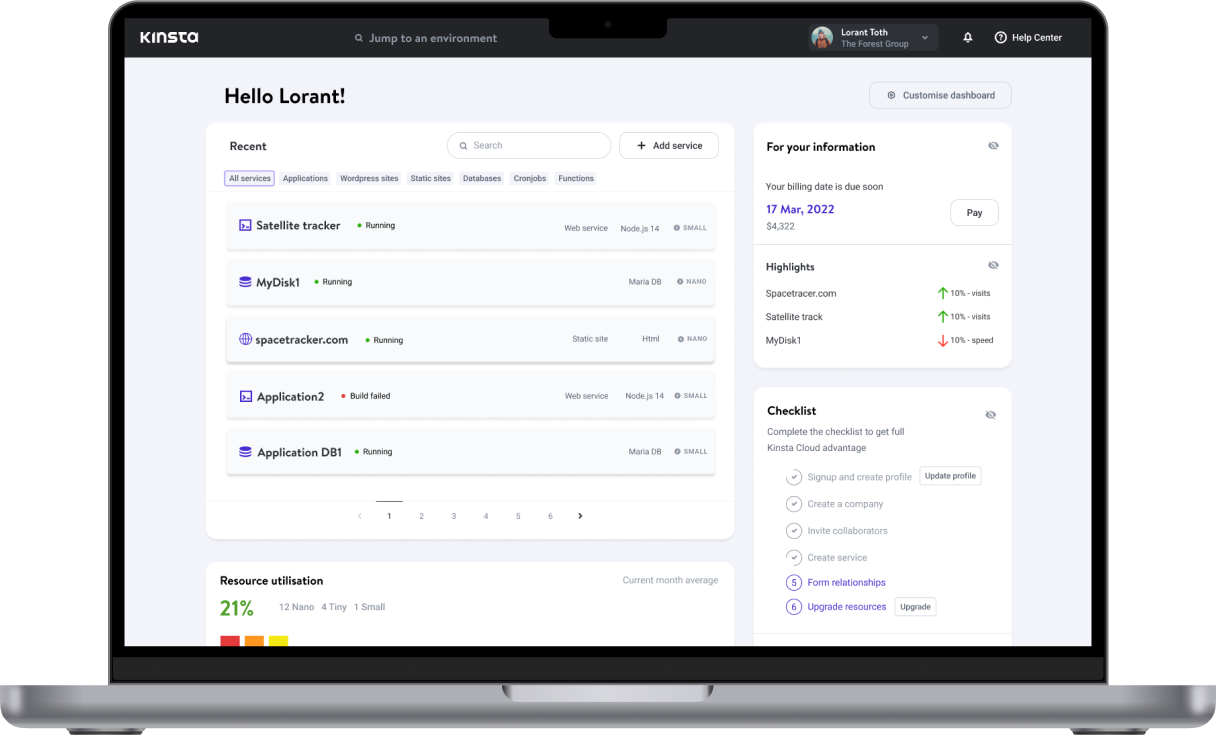 KINSTA
Jump to an environment
Lorant Toth
The Forest Group
Help Center
Hello Lorant!
Customise dashboard
Recent
Search
+ Add service
All services Applications Wordpress sites Static sites Databases Cronjobs Functions
Satellite tracker Running Web service Node.js 14 SMALL
MyDisk1 Running Maria DB NANO
spacetracker.com Running Static site Html NANO
Application2 Build failed Web service Node.js 14 SMALL
Application DB1 Running Maria DB SMALL
< 1 2 3 4 5 6 >
Resource utilisation
Current month average
21% 12 Nano 4 Tiny 1 Small
For your information
Your billing date is due soon
17 Mar, 2022
$4,322
Pay
Highlights
Spacetracer.com 10% - visits
Satellite track 10% - visits
MyDisk1 10% - speed
Checklist
Complete the checklist to get full
Kinsta Cloud advantage
Signup and create profile Update profile
Create a company
Invite collaborators
Create service
5 Form relationships
6 Upgrade resources Upgrade